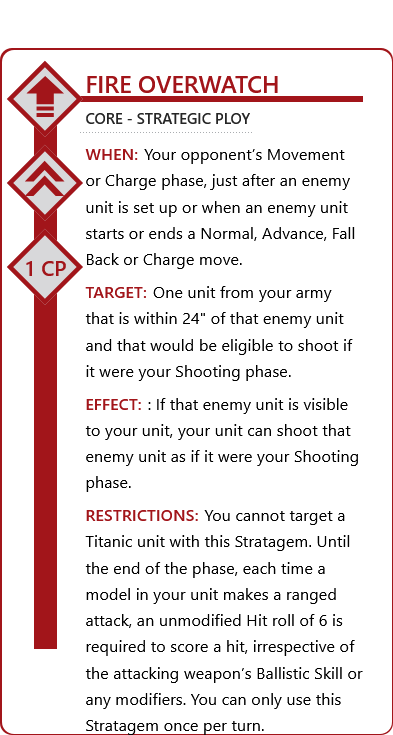 FIRE OVERWATCH
CORE - STRATEGIC PLOY
WHEN: Your opponent’s Movement
or Charge phase, just after an enemy
unit is set up or when an enemy unit
starts or ends a Normal, Advance, Fall
Back or Charge move.
1 CP
TARGET: One unit from your army
that is within 24" of that enemy unit
and that would be eligible to shoot if
it were your Shooting phase.
EFFECT: : If that enemy unit is visible
to your unit, your unit can shoot that
enemy unit as if it were your Shooting
phase.
RESTRICTIONS: You cannot target a
Titanic unit with this Stratagem. Until
the end of the phase, each time a
model in your unit makes a ranged
attack, an unmodified Hit roll of 6 is
required to score a hit, irrespective of
the attacking weapon’s Ballistic Skill or
any modifiers. You can only use this
Stratagem once per turn.